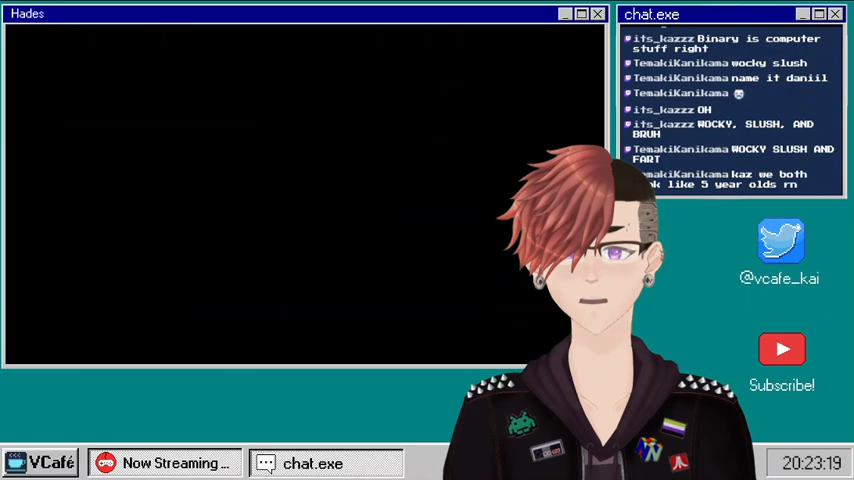 Hades
chat.exe
its_kazzz Binary is computer
stuff right
TemakiKanikama wocky slush
TemakiKanikama name it daniil
TemakiKanikama
its_kazzz OH
its_kazzz WOCKY, SLUSH, AND
BRUH
TemakiKanikama WOCKY SLUSH AND
FART
TemakiKanikama kaz we both
like 5 year olds rn
@vcafe_kai
Subscribe!
VCafé
Now Streaming ...
chat.exe
20:23:19